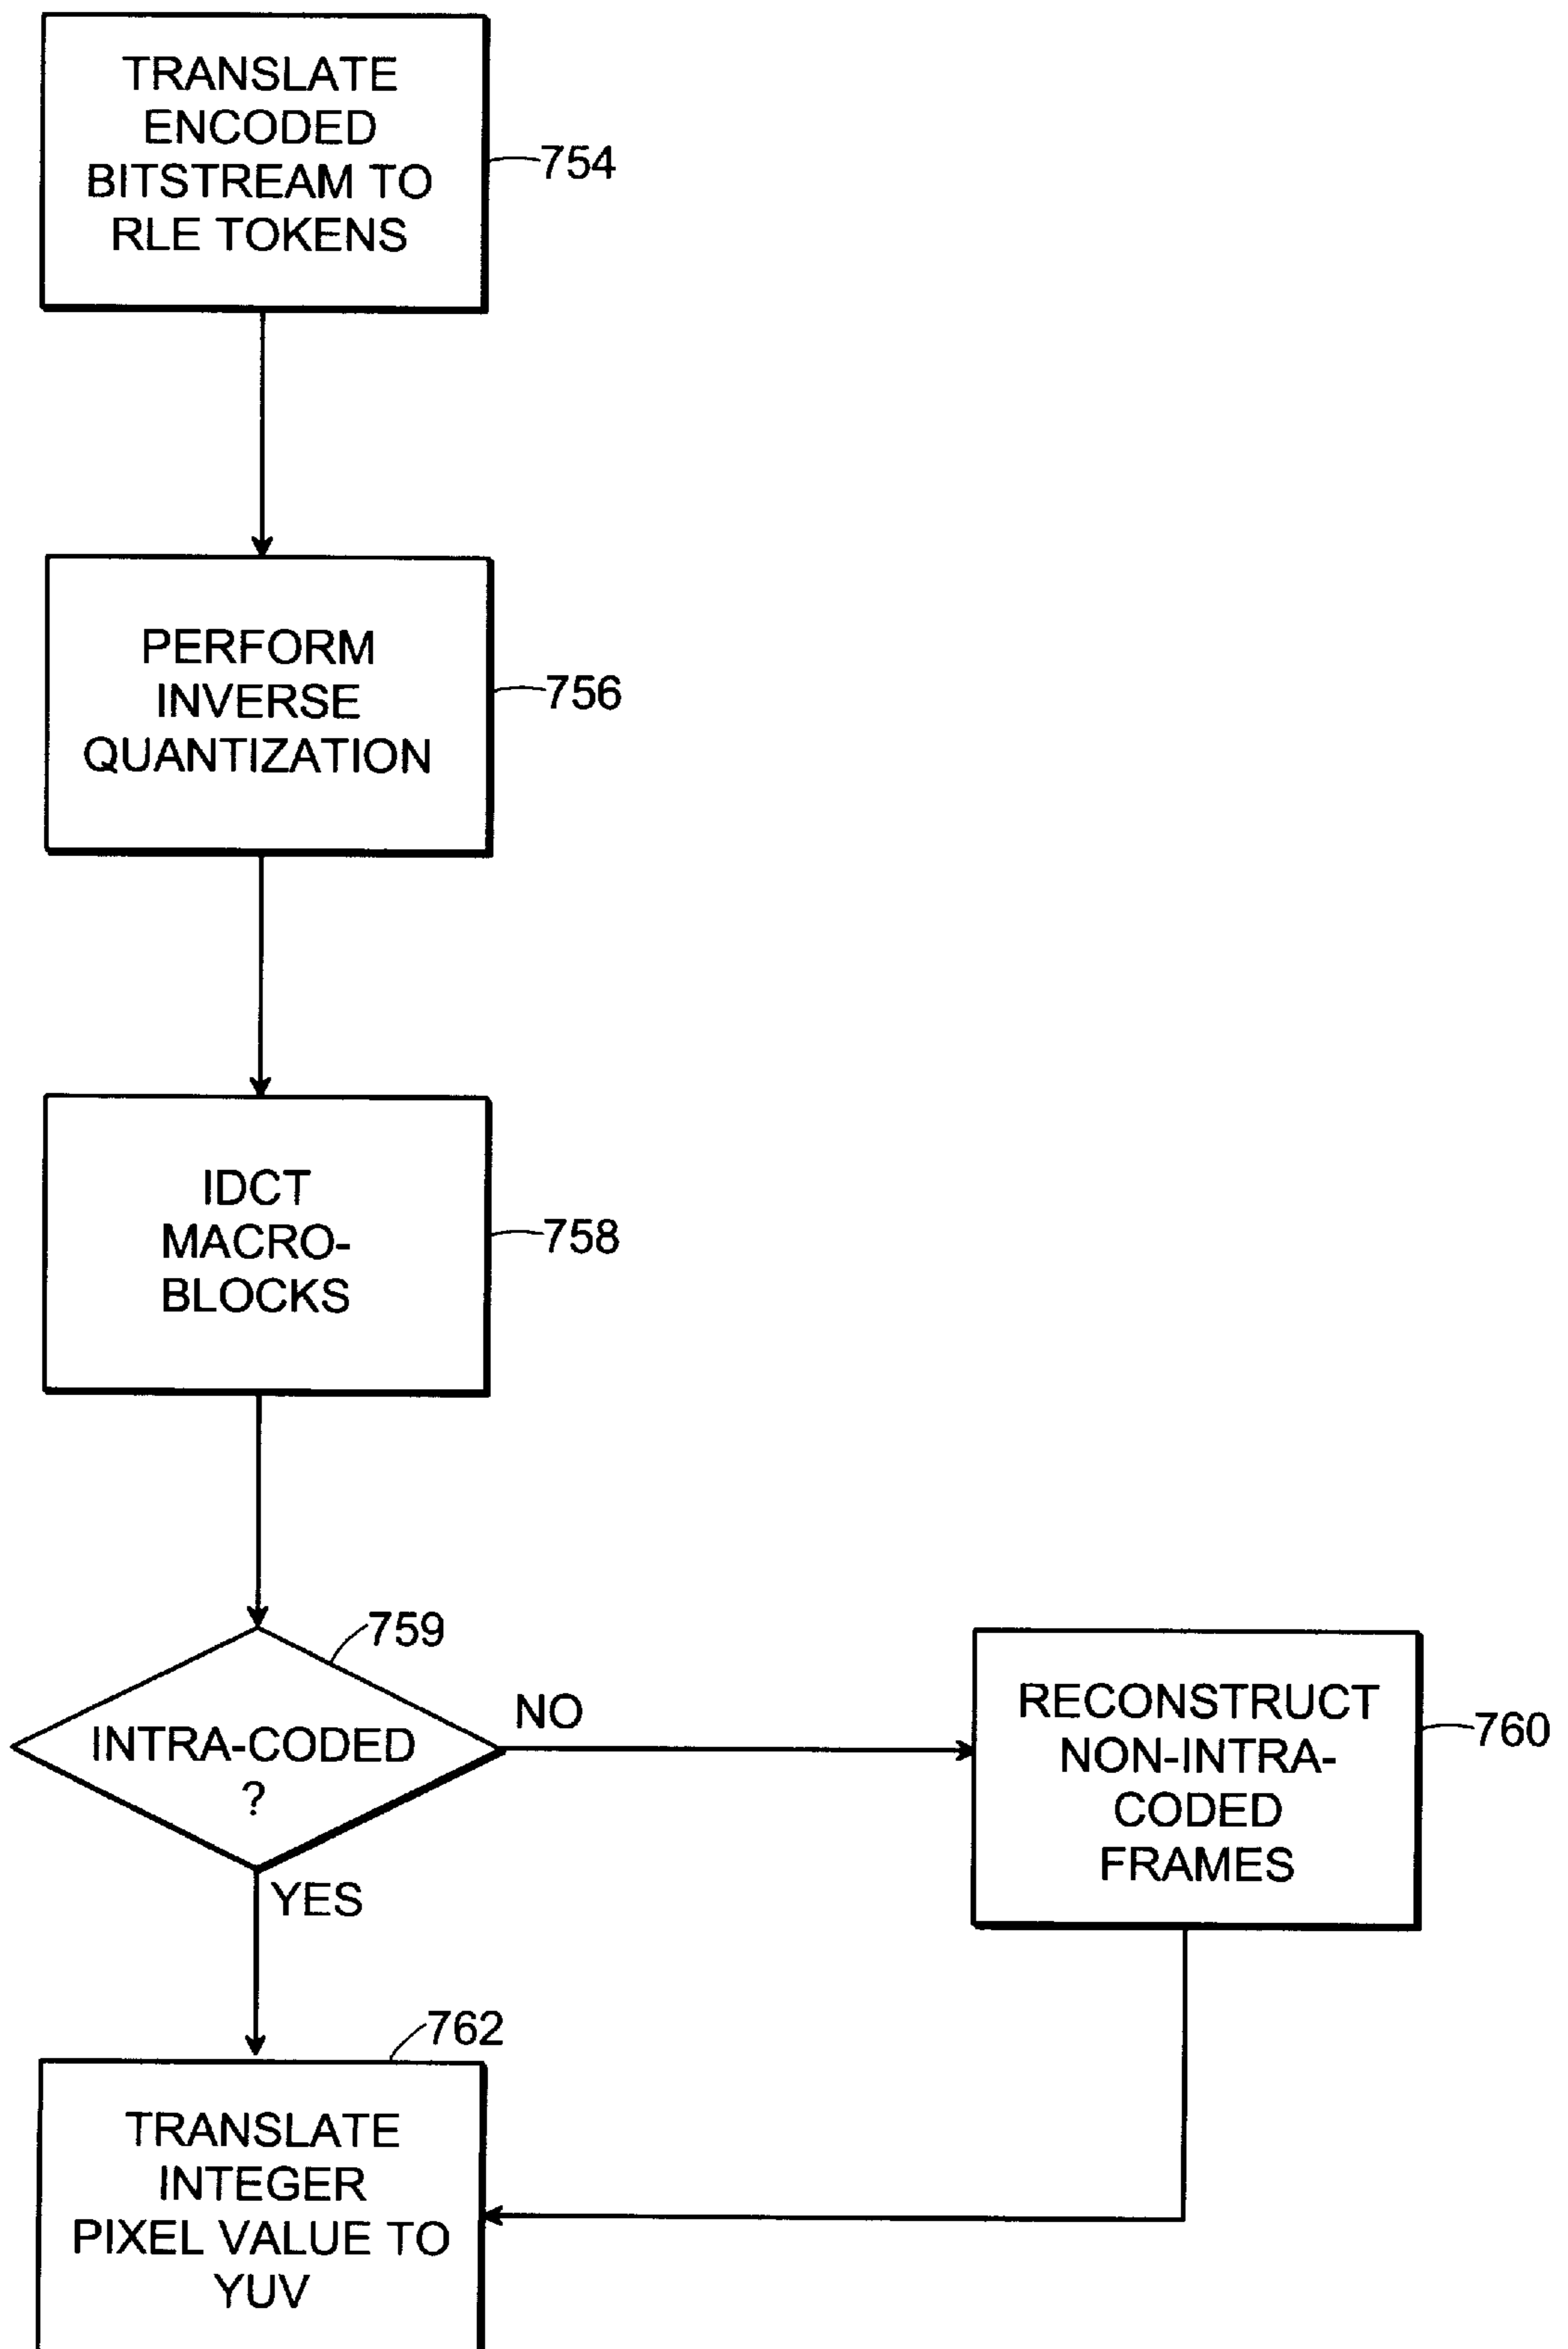 TRANSLATE
ENCODED
BITSTREAM TO
RLE TOKENS
754
PERFORM
INVERSE
QUANTIZATION
756
IDCT
MACRO-
BLOCKS
758
759
INTRA-CODED
?
NO
YES
RECONSTRUCT
NON-INTRA-
CODED
FRAMES
760
762
TRANSLATE
INTEGER
PIXEL VALUE TO
YUV